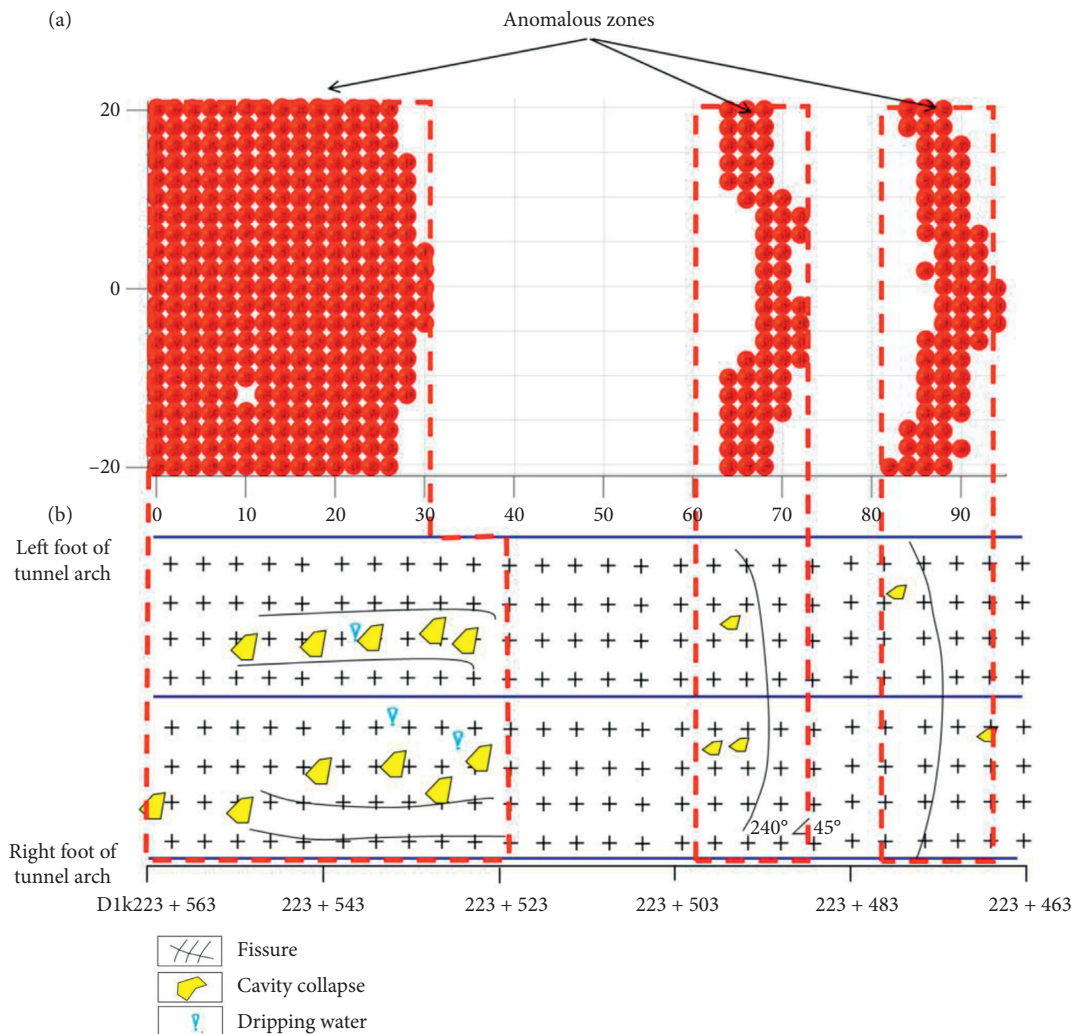 (a)
Anomalous zones
20
0
–20
0 10 20 30 40 50 60 70 80 90
(b)
Left foot of
tunnel arch
240° 45°
Right foot of
tunnel arch
D1k223 + 563 223 + 543 223 + 523 223 + 503 223 + 483 223 + 463
Fissure
Cavity collapse
Dripping water